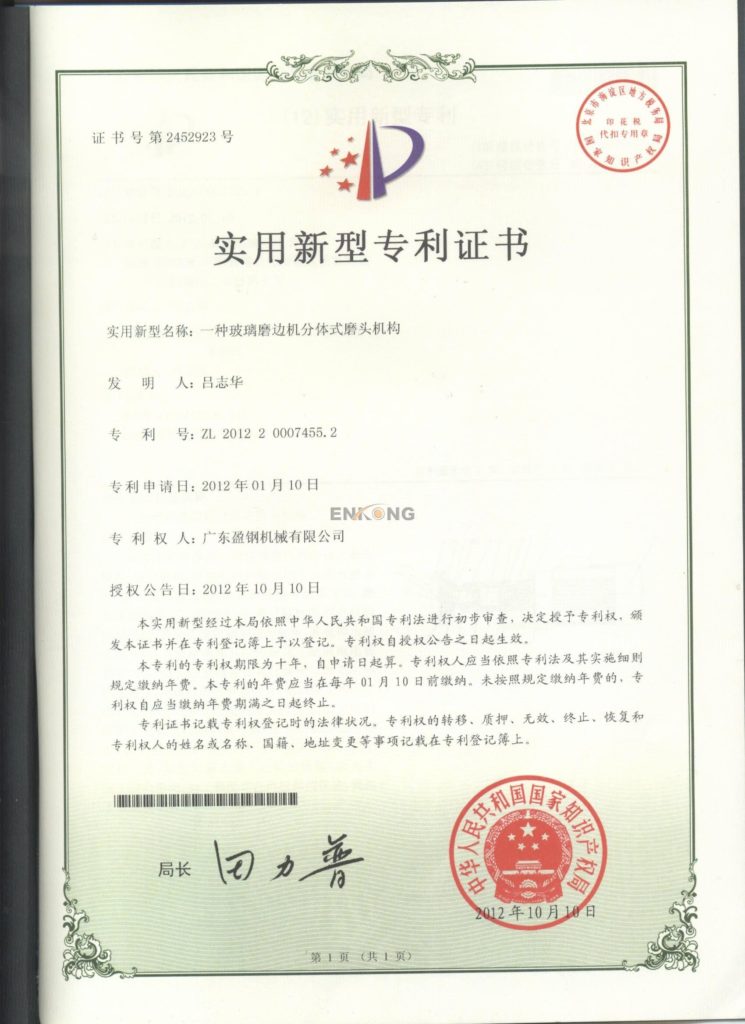 证书号第2452923号
北京市海淀区地方税务局
印花税
代扣专用章
国家知识产权局
实用新型专利证书
实用新型名称：一种玻璃磨边机分体式磨头机构
发 明 人：吕志华
专 利 号：ZL 2012 2 0007455.2
专利申请日：2012年01月10日
ENKONG
专 利 权 人：广东盈钢机械有限公司
授权公告日：2012年10月10日
本实用新型经过本局依照中华人民共和国专利法进行初步审查，决定授予专利权，颁
发本证书并在专利登记簿上予以登记。专利权自授权公告之日起生效。
本专利的专利权期限为十年，自申请日起算。专利权人应当依照专利法及其实施细则
规定缴纳年费。本专利的年费应当在每年01月10日前缴纳。未按照规定缴纳年费的，专
利权自应当缴纳年费期满之日起终止。
专利证书记载专利权登记时的法律状况。专利权的转移、质押、无效、终止、恢复和
专利权人的姓名或名称、国籍、地址变更等事项记载在专利登记簿上。
局长 田力普
中华人民共和国国家知识产权局
2012年10月10日
第1页（共1页）